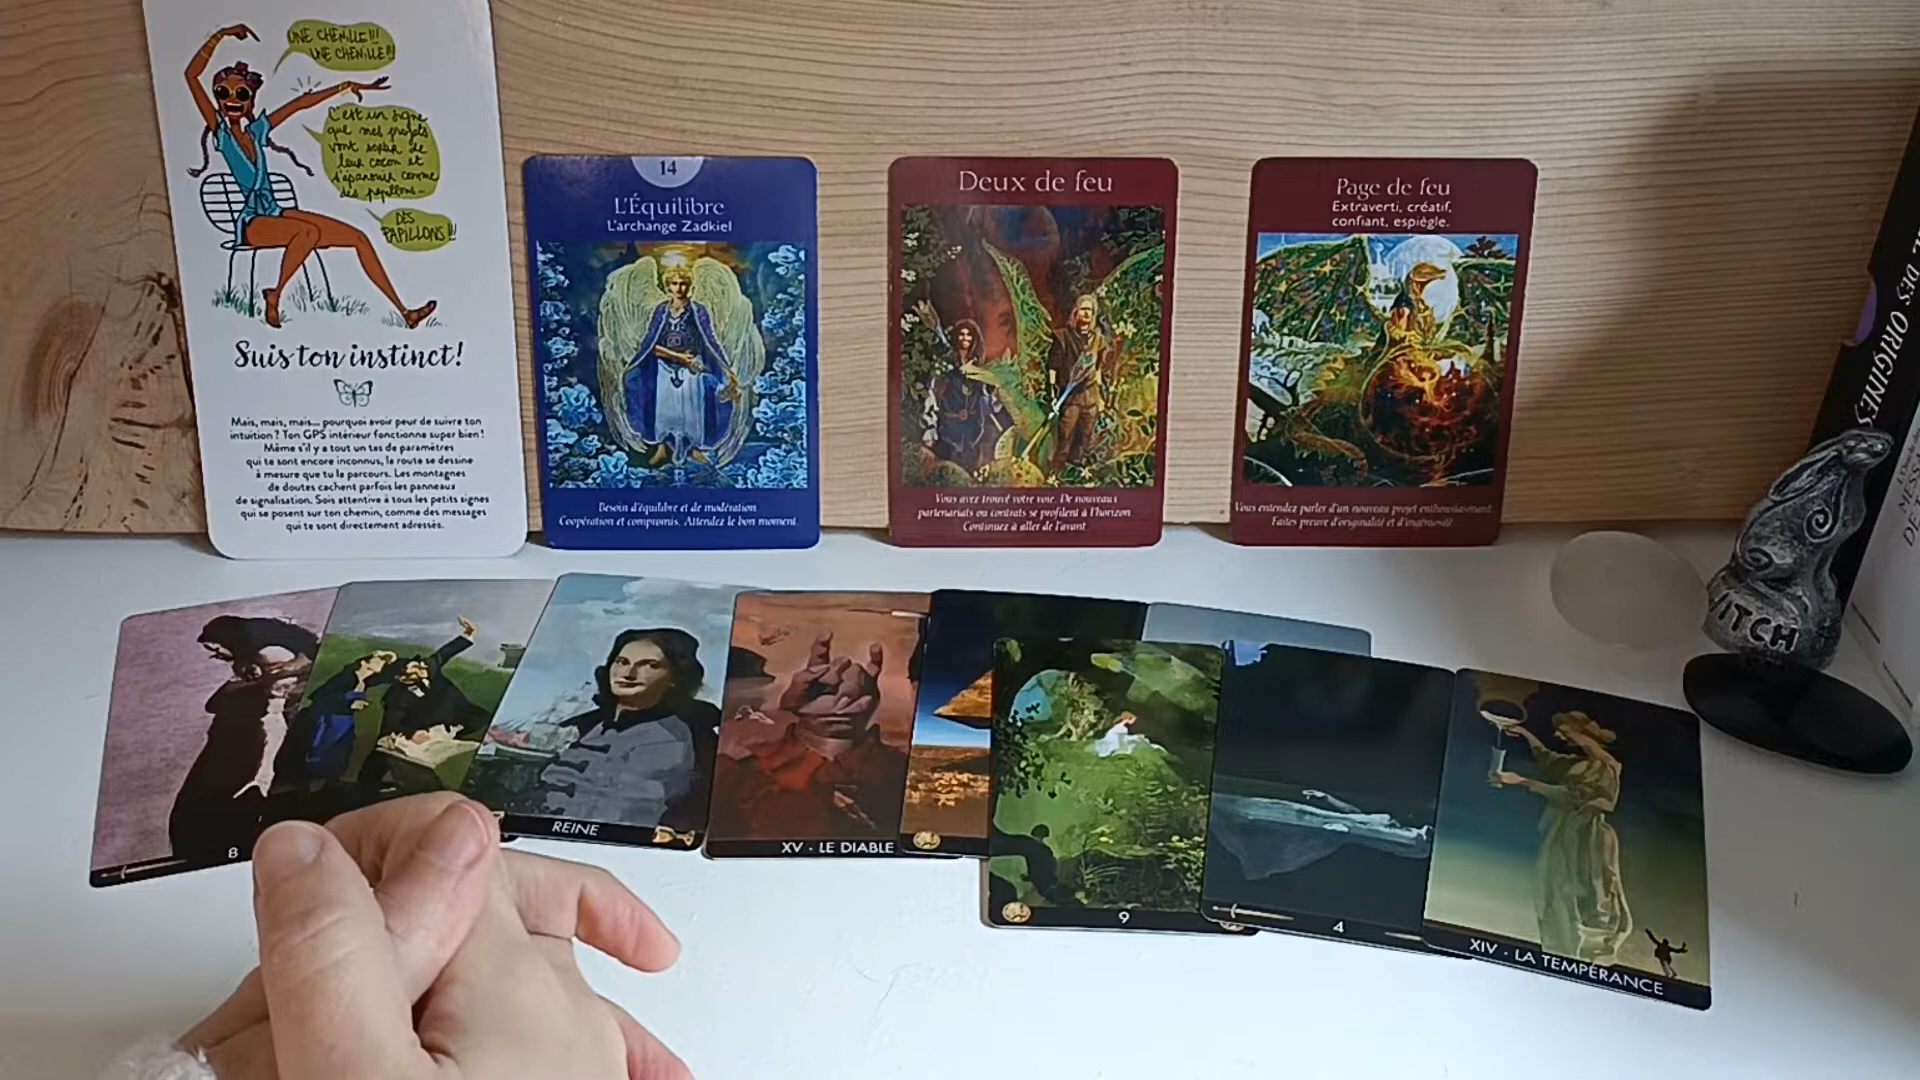 UNE CHENILLE !!!
UNE CHENILLE !!!
C'est un signe
que mes projets
vont sortir de
leur cocon et
s'épanouir comme
des papillons...
DES
PAPILLONS !!!
Suis ton instinct!
Mais, mais, mais... pourquoi avoir peur de suivre ton
intuition ? Ton GPS intérieur fonctionne super bien !
Même s'il y a tout un tas de paramètres
qui te sont encore inconnus, la route se dessine
à mesure que tu la parcours. Les montagnes
de doutes cachent parfois les panneaux
de signalisation. Sois attentive à tous les petits signes
qui se posent sur ton chemin, comme des messages
qui te sont directement adressés.
14
L'Équilibre
L'archange Zadkiel
Besoin d'équilibre et de modération
Coopération et compromis. Attendez le bon moment.
Deux de feu
Vous avez trouvé votre voie. De nouveaux
partenariats ou contrats se profilent à l'horizon.
Continuez à aller de l'avant.
Page de feu
Extraverti, créatif,
confiant, espiègle.
Vous entendez parler d'un nouveau projet enthousiasmant.
Faites preuve d'originalité et d'ingéniosité.
DES ORIGINES
WITCH
8
REINE
XV · LE DIABLE
9
4
XIV · LA TEMPÉRANCE